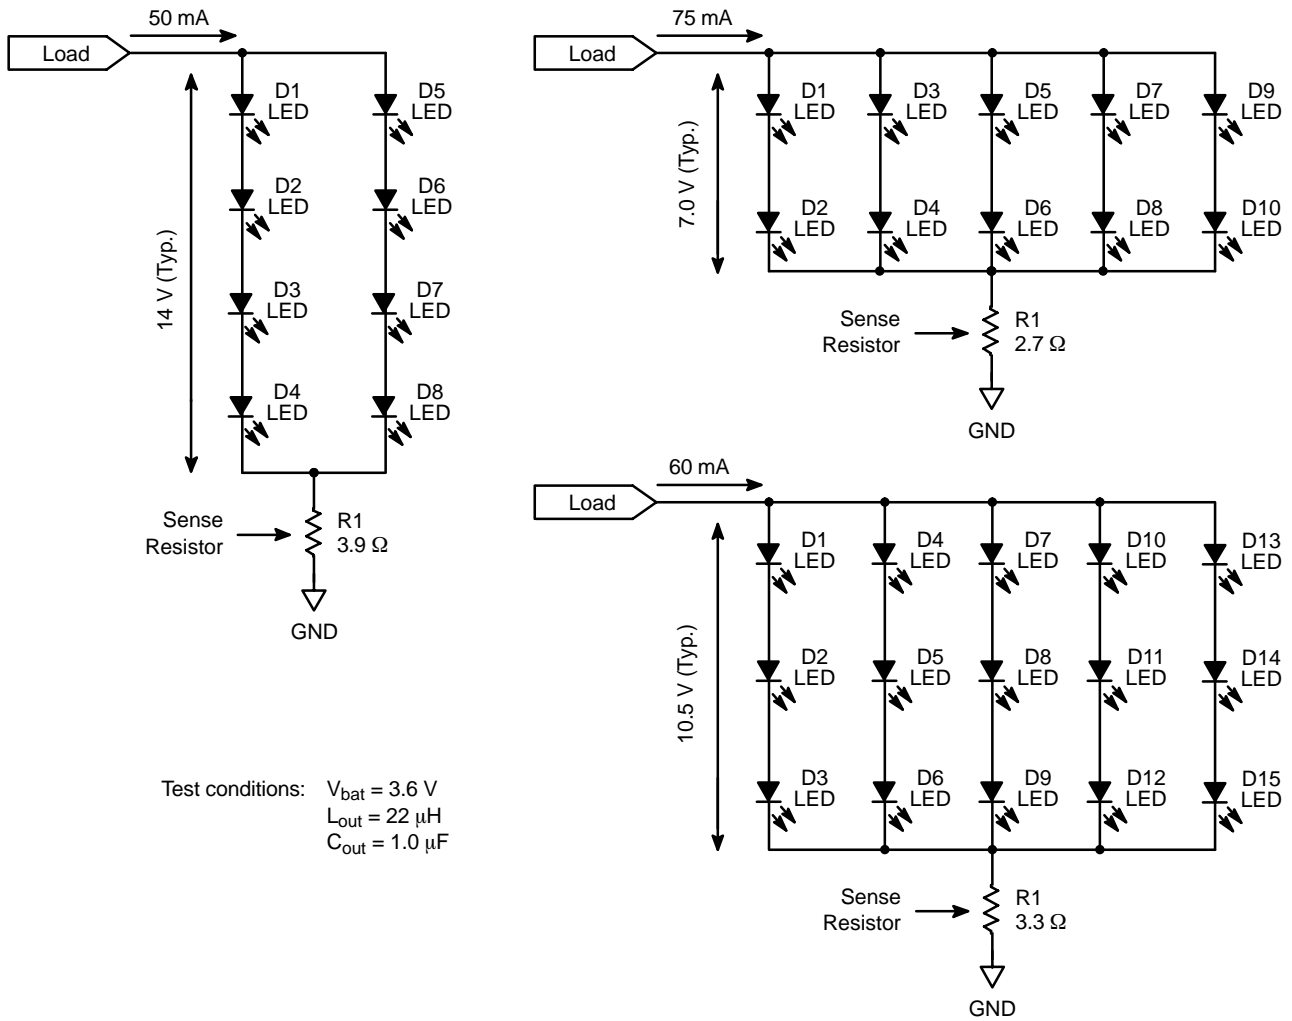 50 mA
Load
14 V (Typ.)
D1
LED
D5
LED
D2
LED
D6
LED
D3
LED
D7
LED
D4
LED
D8
LED
Sense
Resistor
R1
3.9 Ω
GND
75 mA
Load
7.0 V (Typ.)
D1
LED
D3
LED
D5
LED
D7
LED
D9
LED
D2
LED
D4
LED
D6
LED
D8
LED
D10
LED
Sense
Resistor
R1
2.7 Ω
GND
60 mA
Load
10.5 V (Typ.)
D1
LED
D4
LED
D7
LED
D10
LED
D13
LED
D2
LED
D5
LED
D8
LED
D11
LED
D14
LED
D3
LED
D6
LED
D9
LED
D12
LED
D15
LED
Sense
Resistor
R1
3.3 Ω
GND
Test conditions: Vbat = 3.6 V
Lout = 22 μH
Cout = 1.0 μF